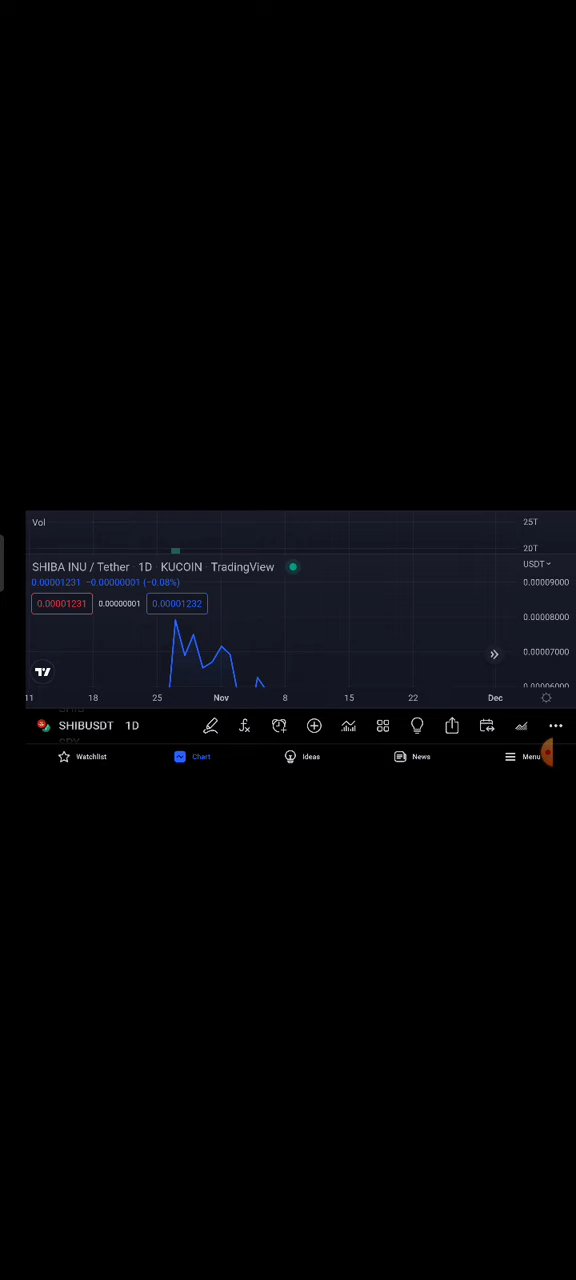 Vol
25T
20T
SHIBA INU / Tether · 1D · KUCOIN · TradingView
USDT
0.00001231 −0.00000001 (−0.08%)
0.00009000
0.00001231 0.00000001 0.00001232
0.00008000
0.00007000
0.00006000
11 18 25 Nov 8 15 22 Dec
SHIBUSDT 1D
Watchlist Chart Ideas News Menu